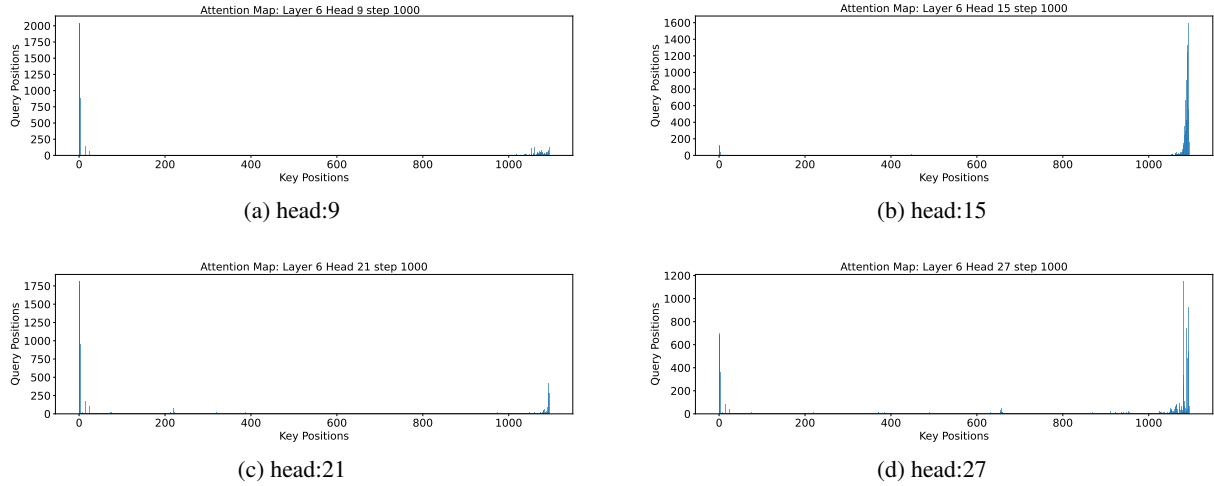 Attention Map: Layer 6 Head 9 step 1000
2000
1750
1500
1250
1000
750
500
250
0
Query Positions
0 200 400 600 800 1000
Key Positions
(a) head:9
Attention Map: Layer 6 Head 15 step 1000
1600
1400
1200
1000
800
600
400
200
0
Query Positions
0 200 400 600 800 1000
Key Positions
(b) head:15
Attention Map: Layer 6 Head 21 step 1000
1750
1500
1250
1000
750
500
250
0
Query Positions
0 200 400 600 800 1000
Key Positions
(c) head:21
Attention Map: Layer 6 Head 27 step 1000
1200
1000
800
600
400
200
0
Query Positions
0 200 400 600 800 1000
Key Positions
(d) head:27